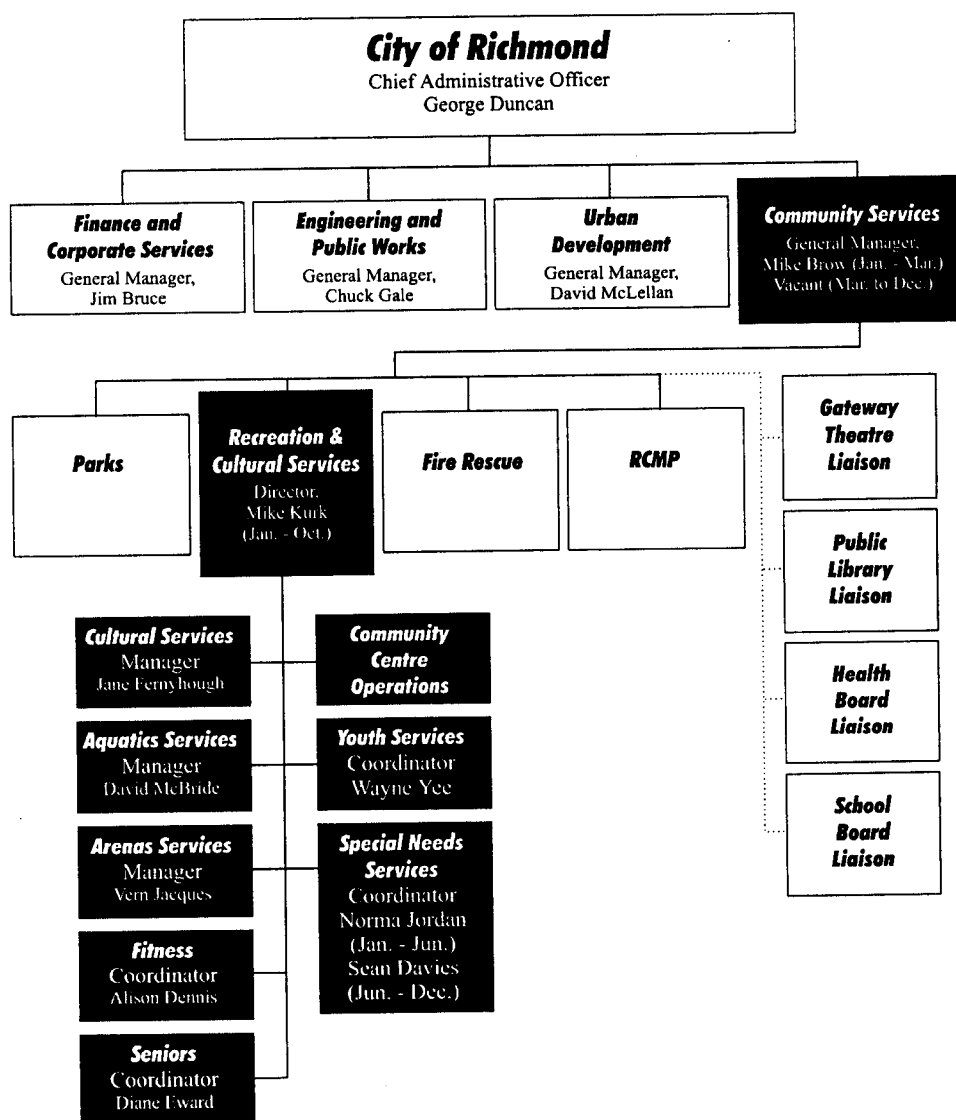 City of Richmond
Chief Administrative Officer
George Duncan
Finance and
Corporate Services
General Manager,
Jim Bruce
Engineering and
Public Works
General Manager,
Chuck Gale
Urban
Development
General Manager,
David McLellan
Community Services
General Manager,
Mike Brow (Jan. - Mar.)
Vacant (Mar. to Dec.)
Parks
Recreation &
Cultural Services
Director,
Mike Kirk
(Jan. - Oct.)
Fire Rescue
RCMP
Gateway
Theatre
Liaison
Public
Library
Liaison
Health
Board
Liaison
School
Board
Liaison
Cultural Services
Manager
Jane Fernyhough
Community
Centre
Operations
Aquatics Services
Manager
David McBride
Youth Services
Coordinator
Wayne Yee
Arenas Services
Manager
Vern Jacques
Special Needs
Services
Coordinator
Norma Jordan
(Jan. - Jun.)
Sean Davies
(Jun. - Dec.)
Fitness
Coordinator
Alison Dennis
Seniors
Coordinator
Diane Eward